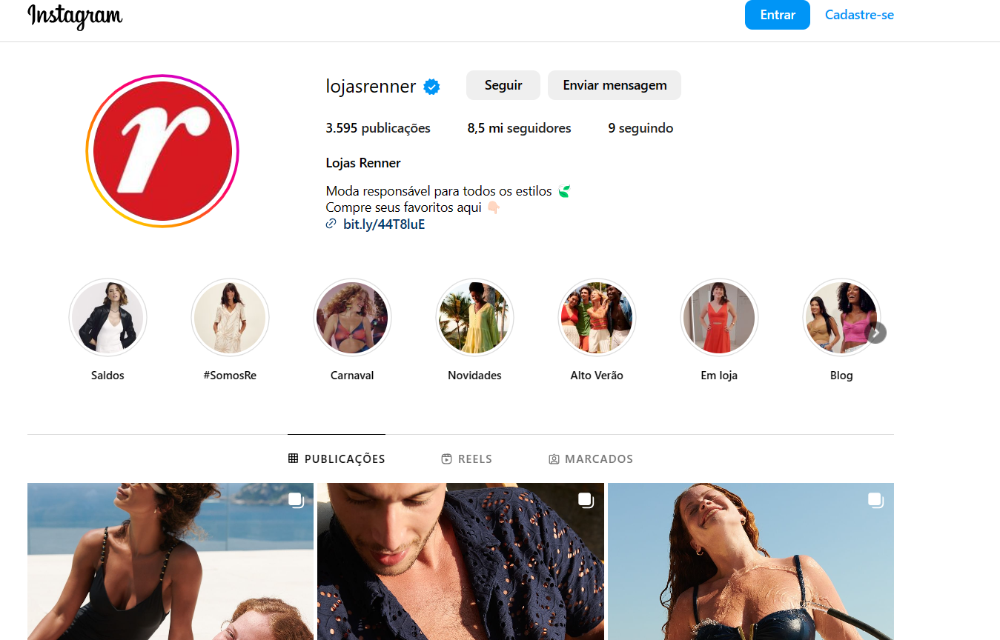 Instagram
Entrar
Cadastre-se
r
lojasrenner
Seguir
Enviar mensagem
3.595 publicações
8,5 mi seguidores
9 seguindo
Lojas Renner
Moda responsável para todos os estilos 🌱
Compre seus favoritos aqui 👇🏻
bit.ly/44T8luE
Saldos
#SomosRe
Carnaval
Novidades
Alto Verão
Em loja
Blog
PUBLICAÇÕES
REELS
MARCADOS